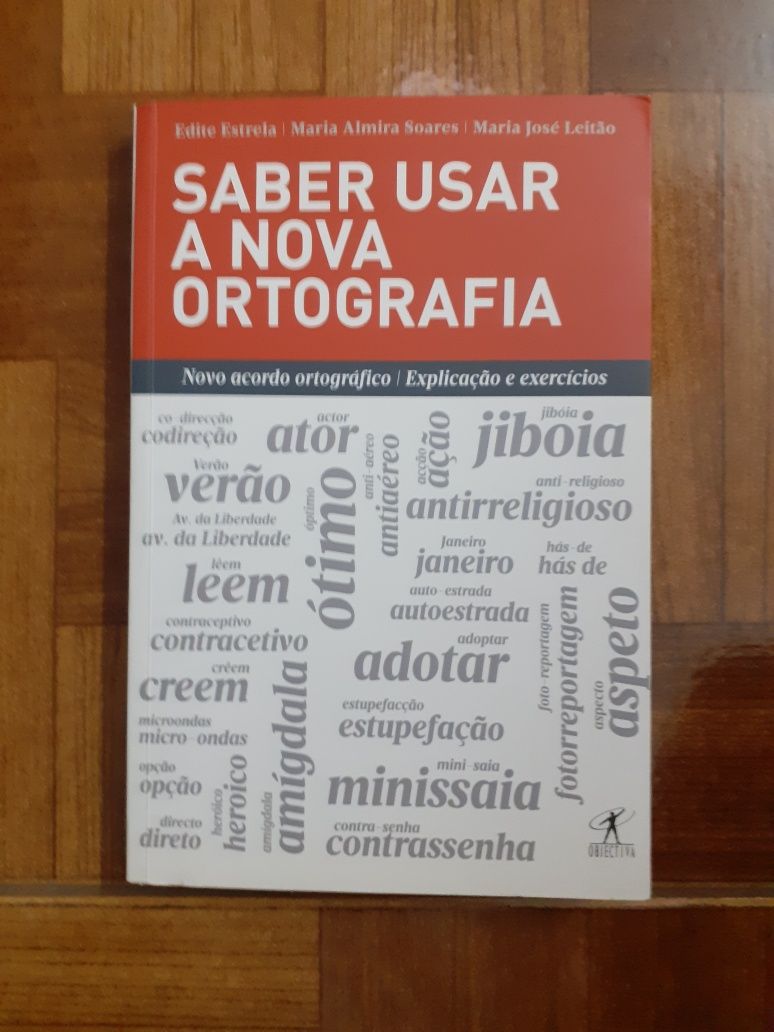 Edite Estrela | Maria Almira Soares | Maria José Leitão
SABER USAR
A NOVA
ORTOGRAFIA
Novo acordo ortográfico | Explicação e exercícios
co-direcção
codireção
actor
ator
anti-aéreo
antiaéreo
acção
ação
jibóia
jiboia
Verão
verão
óptimo
ótimo
anti-religioso
antirreligioso
Av. da Liberdade
av. da Liberdade
Janeiro
janeiro
hás-de
hás de
lêem
leem
auto-estrada
autoestrada
contraceptivo
contracetivo
adoptar
adotar
foto-reportagem
fotorreportagem
aspecto
aspeto
crêem
creem
amígdala
amígdala
estupefacção
estupefação
microondas
micro-ondas
opção
opção
heróico
heroico
mini-saia
minissaia
directo
direto
contra-senha
contrassenha
OBJECTIVA